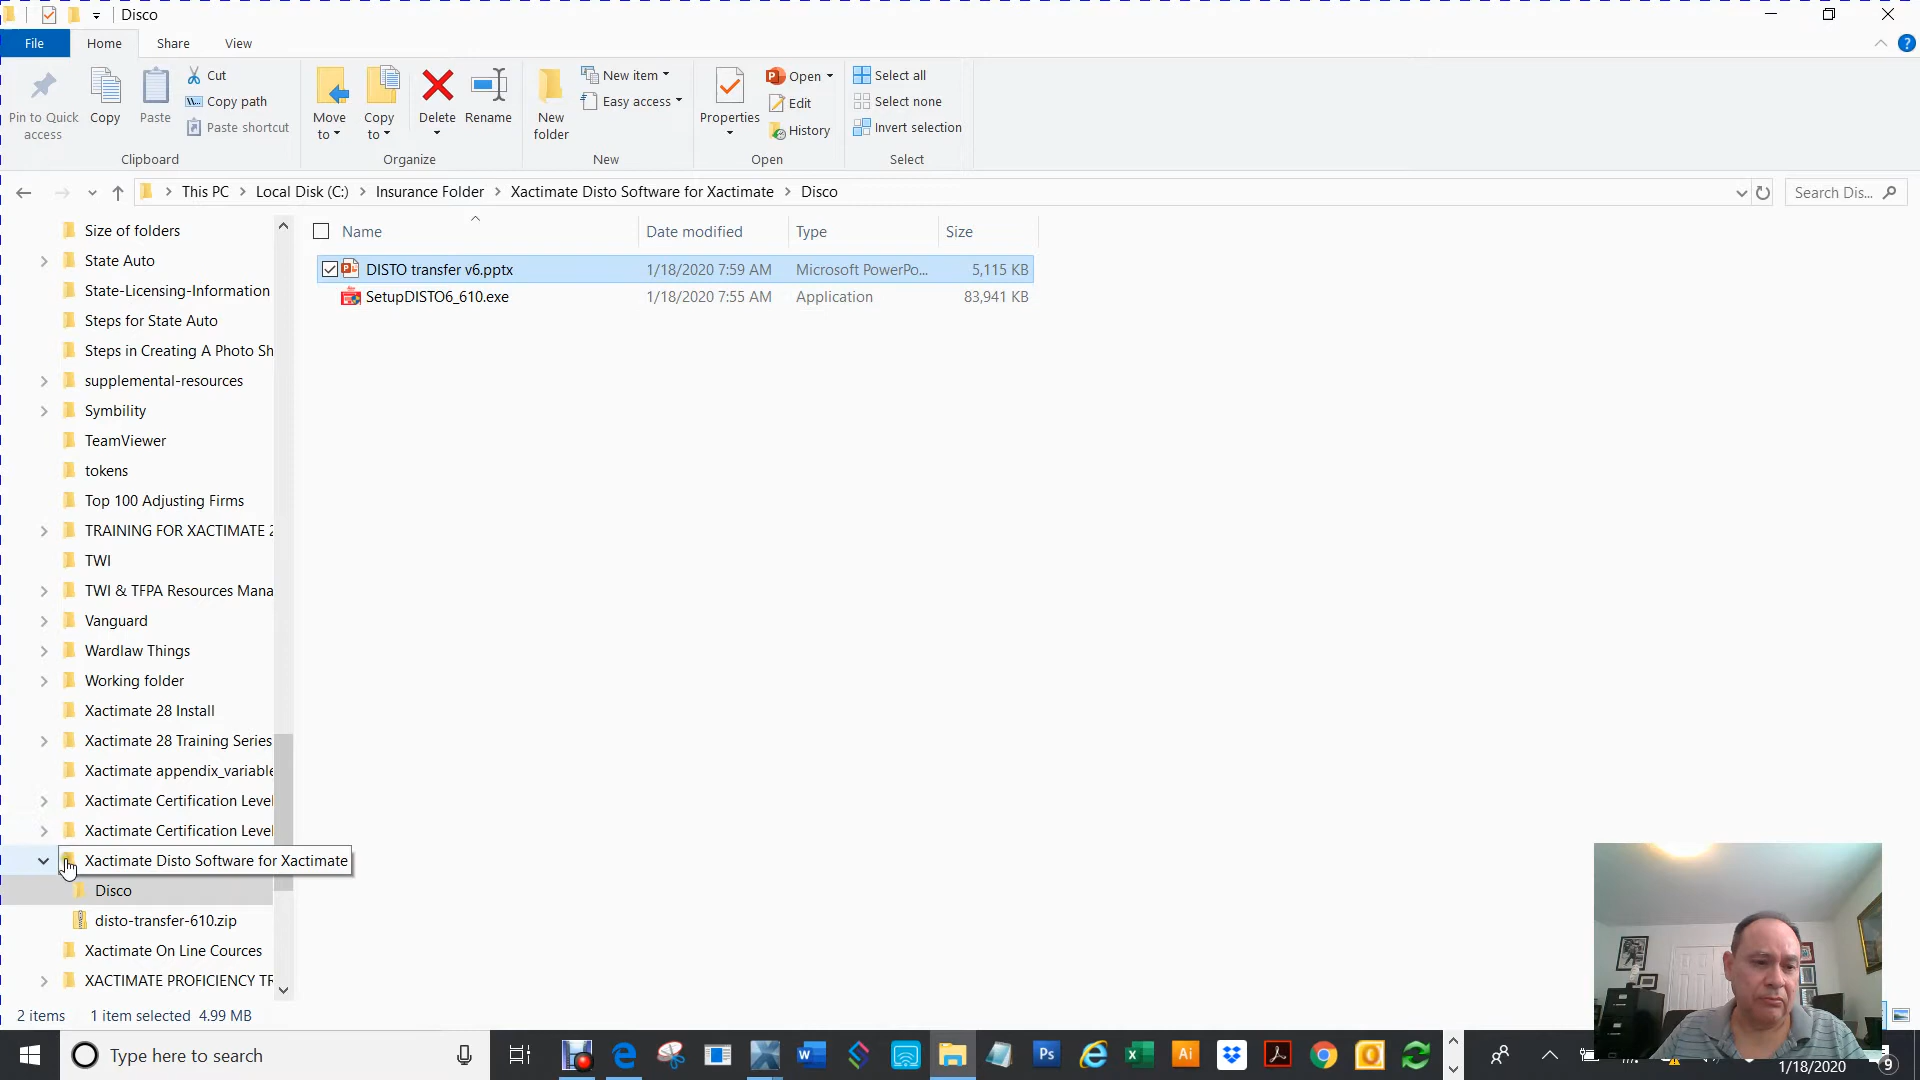 Disco
File
Home
Share
View
Pin to Quick access
Copy
Paste
Cut
Copy path
Paste shortcut
Clipboard
Move to
Copy to
Delete
Rename
Organize
New folder
New item
Easy access
New
Properties
Open
Edit
History
Open
Select all
Select none
Invert selection
Select
This PC > Local Disk (C:) > Insurance Folder > Xactimate Disto Software for Xactimate > Disco
Search Dis...
Name
Date modified
Type
Size
DISTO transfer v6.pptx 1/18/2020 7:59 AM Microsoft PowerPo... 5,115 KB
SetupDISTO6_610.exe 1/18/2020 7:55 AM Application 83,941 KB
Size of folders
State Auto
State-Licensing-Information
Steps for State Auto
Steps in Creating A Photo Sh
supplemental-resources
Symbility
TeamViewer
tokens
Top 100 Adjusting Firms
TRAINING FOR XACTIMATE 2
TWI
TWI & TFPA Resources Mana
Vanguard
Wardlaw Things
Working folder
Xactimate 28 Install
Xactimate 28 Training Series
Xactimate appendix_variable
Xactimate Certification Level
Xactimate Certification Level
Xactimate Disto Software for Xactimate
Disco
disto-transfer-610.zip
Xactimate On Line Cources
XACTIMATE PROFICIENCY TR
2 items 1 item selected 4.99 MB
Type here to search
Ps
Ai
1/18/2020
9